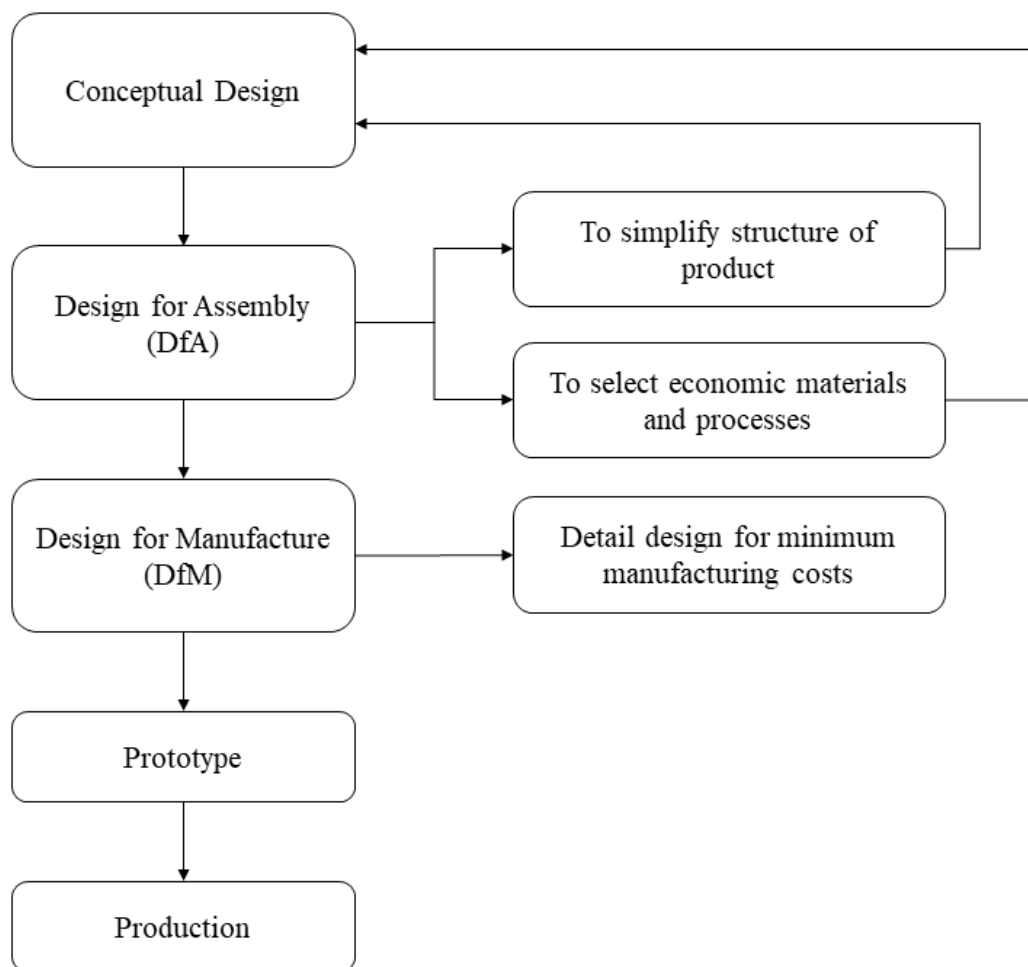 Conceptual Design
To simplify structure of
product
Design for Assembly
(DfA)
To select economic materials
and processes
Design for Manufacture
(DfM)
Detail design for minimum
manufacturing costs
Prototype
Production